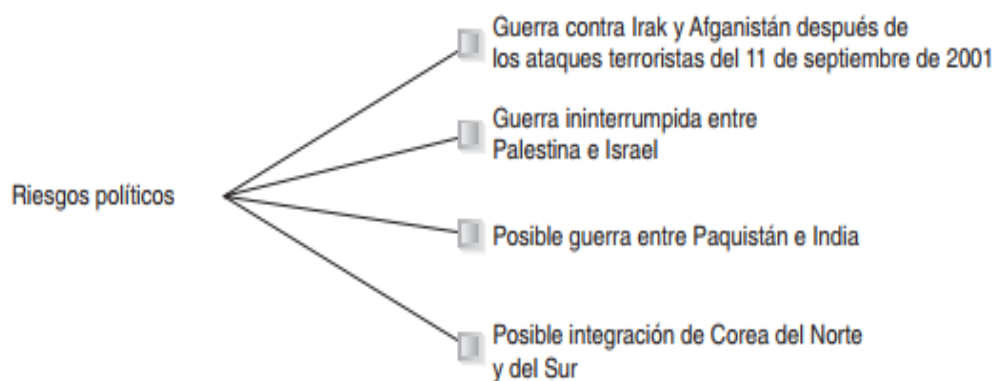 Guerra contra Irak y Afganistán después de
los ataques terroristas del 11 de septiembre de 2001
Guerra ininterrumpida entre
Palestina e Israel
Riesgos políticos
Posible guerra entre Paquistán e India
Posible integración de Corea del Norte
y del Sur